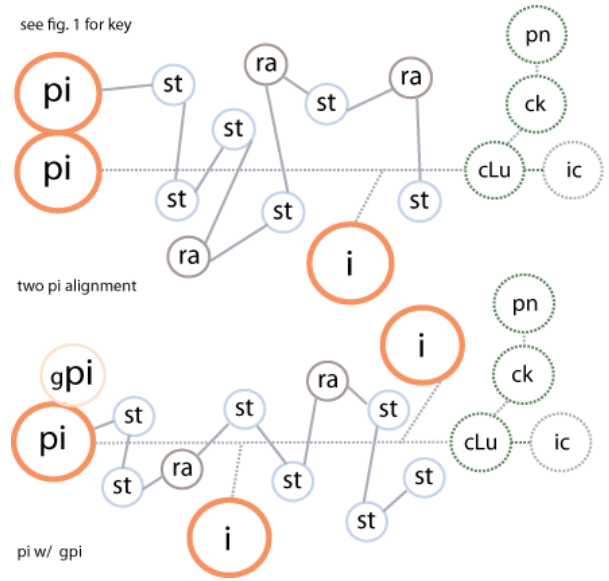 see fig. 1 for key
pn
pi
st
ra
ra
st
ck
st
pi
cLu
ic
st
st
st
ra
i
two pi alignment
pn
i
gpi
ra
ck
pi
st
st
st
cLu
ic
ra
st
st
st
st
i
pi w/ gpi